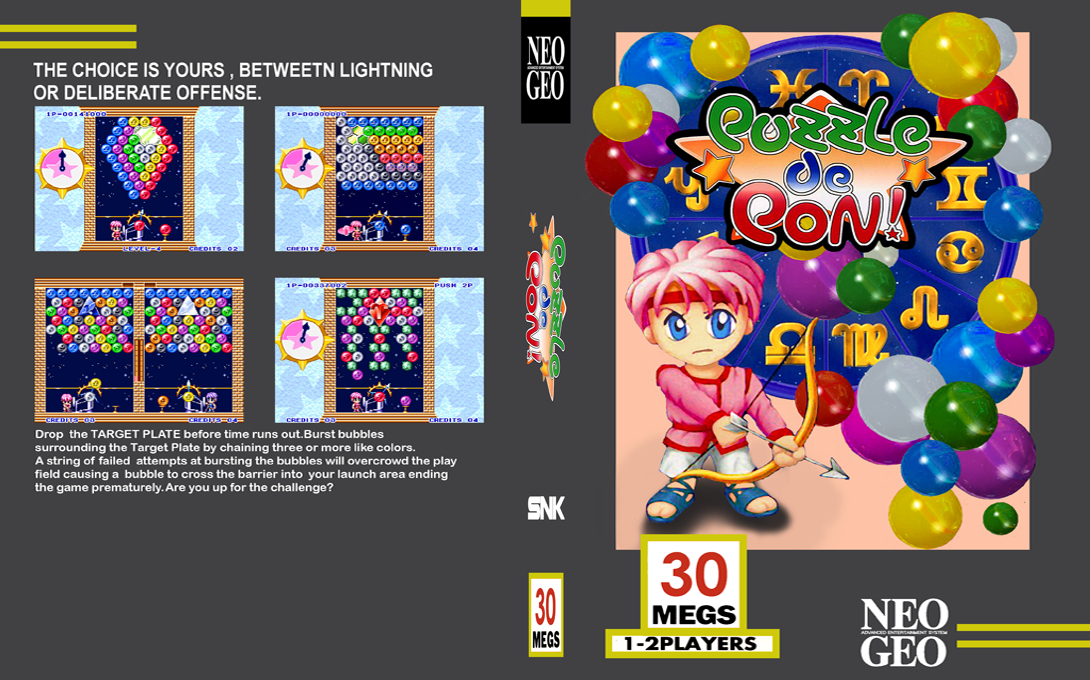 THE CHOICE IS YOURS , BETWEETN LIGHTNING
OR DELIBERATE OFFENSE.
1P-00141000
LEVEL-4 CREDITS 02
1P-00000000
CREDITS 03 CREDITS 04
CREDITS 03 CREDITS 04
1P-00337002 PUSH 2P
CREDITS 03 CREDITS 04
Drop the TARGET PLATE before time runs out.Burst bubbles
surrounding the Target Plate by chaining three or more like colors.
A string of failed attempts at bursting the bubbles will overcrowd the play
field causing a bubble to cross the barrier into your launch area ending
the game prematurely. Are you up for the challenge?
NEO
ADVANCED ENTERTAINMENT SYSTEM
GEO
Puzzle
de
Pon!
SNK
30
MEGS
Puzzle
de
Pon!
30
MEGS
1-2PLAYERS
NEO
ADVANCED ENTERTAINMENT SYSTEM
GEO